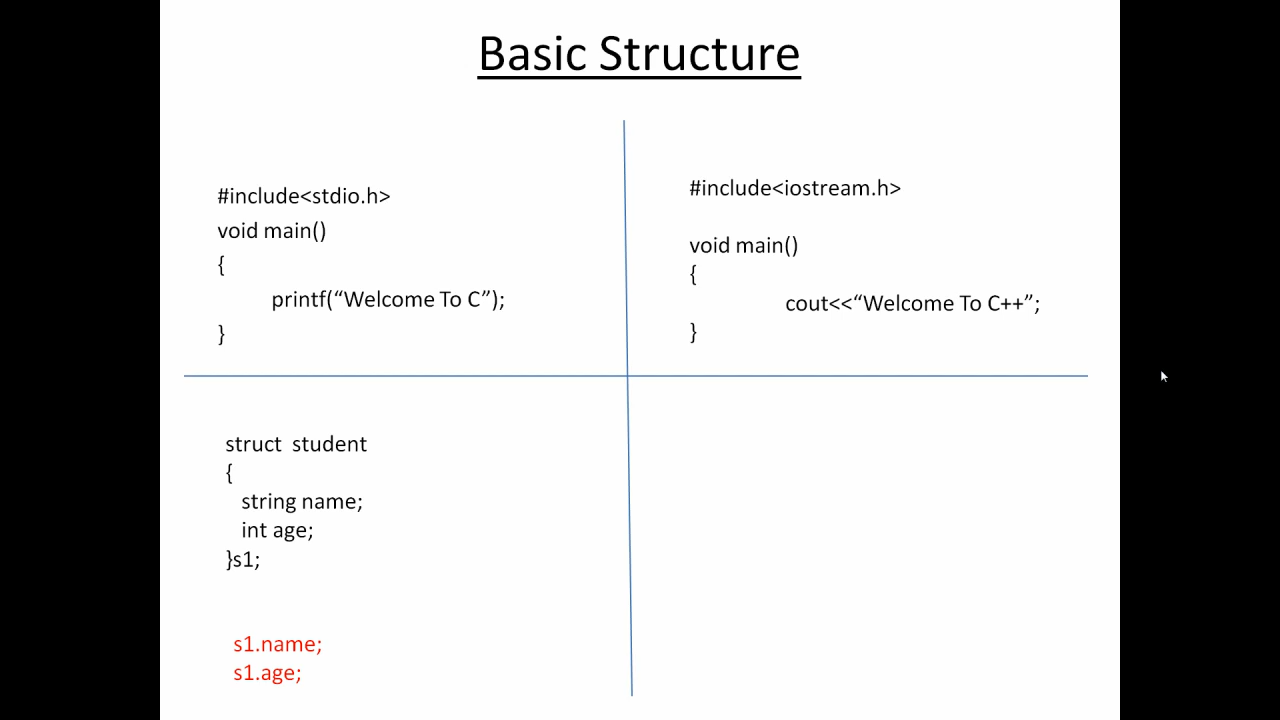 Basic Structure
#include<stdio.h>
void main()
{
printf(“Welcome To C”);
}
#include<iostream.h>
void main()
{
cout<<“Welcome To C++”;
}
struct  student
{
string name;
int age;
}s1;
s1.name;
s1.age;